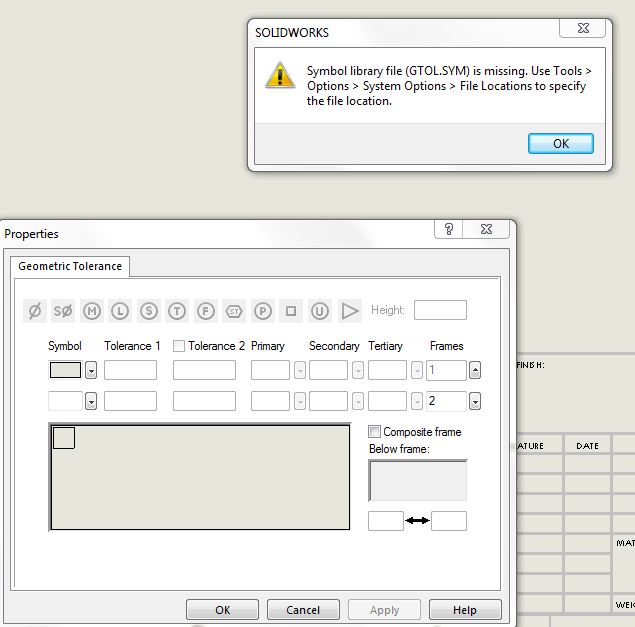 SOLIDWORKS
Symbol library file (GTOL.SYM) is missing. Use Tools >
Options > System Options > File Locations to specify
the file location.
OK
Properties
?
Geometric Tolerance
Ø SØ M L S T F ST P U Height:
Symbol Tolerance 1 Tolerance 2 Primary Secondary Tertiary Frames
1
2
Composite frame
Below frame:
OK Cancel Apply Help
FINISH:
ATURE DATE
MAT
WEIG